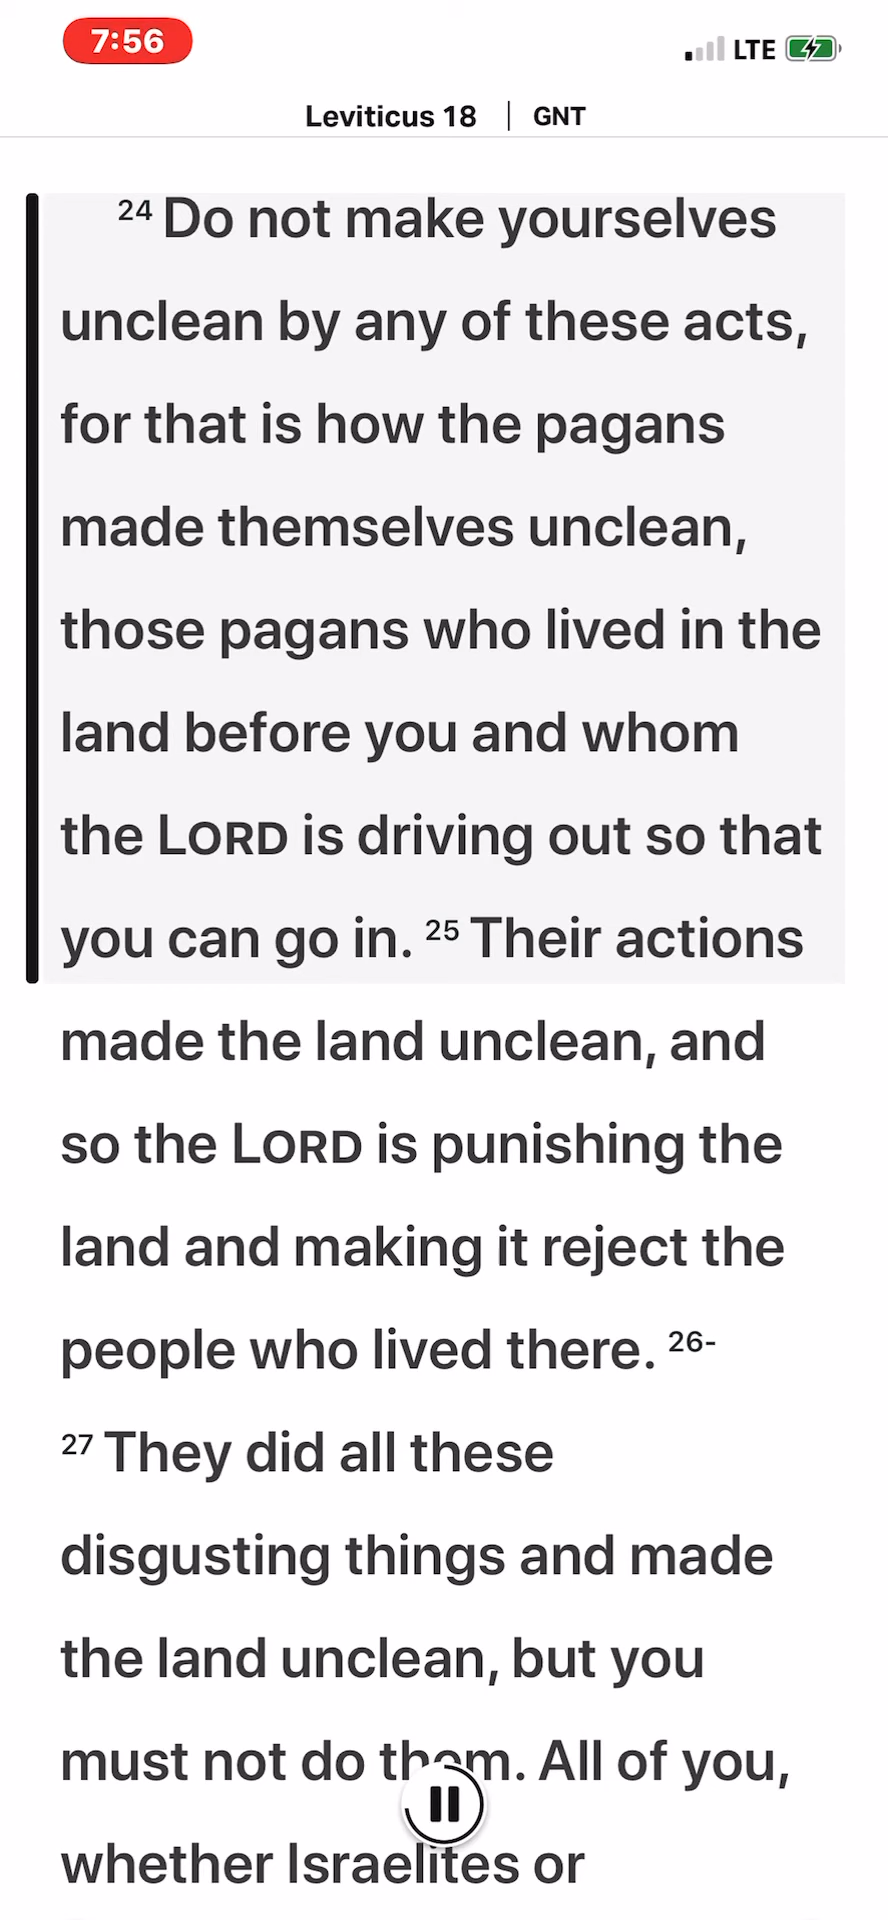 7:56 LTE
Leviticus 18 | GNT
24 Do not make yourselves
unclean by any of these acts,
for that is how the pagans
made themselves unclean,
those pagans who lived in the
land before you and whom
the LORD is driving out so that
you can go in. 25 Their actions
made the land unclean, and
so the LORD is punishing the
land and making it reject the
people who lived there. 26-
27 They did all these
disgusting things and made
the land unclean, but you
must not do them. All of you,
whether Israelites or